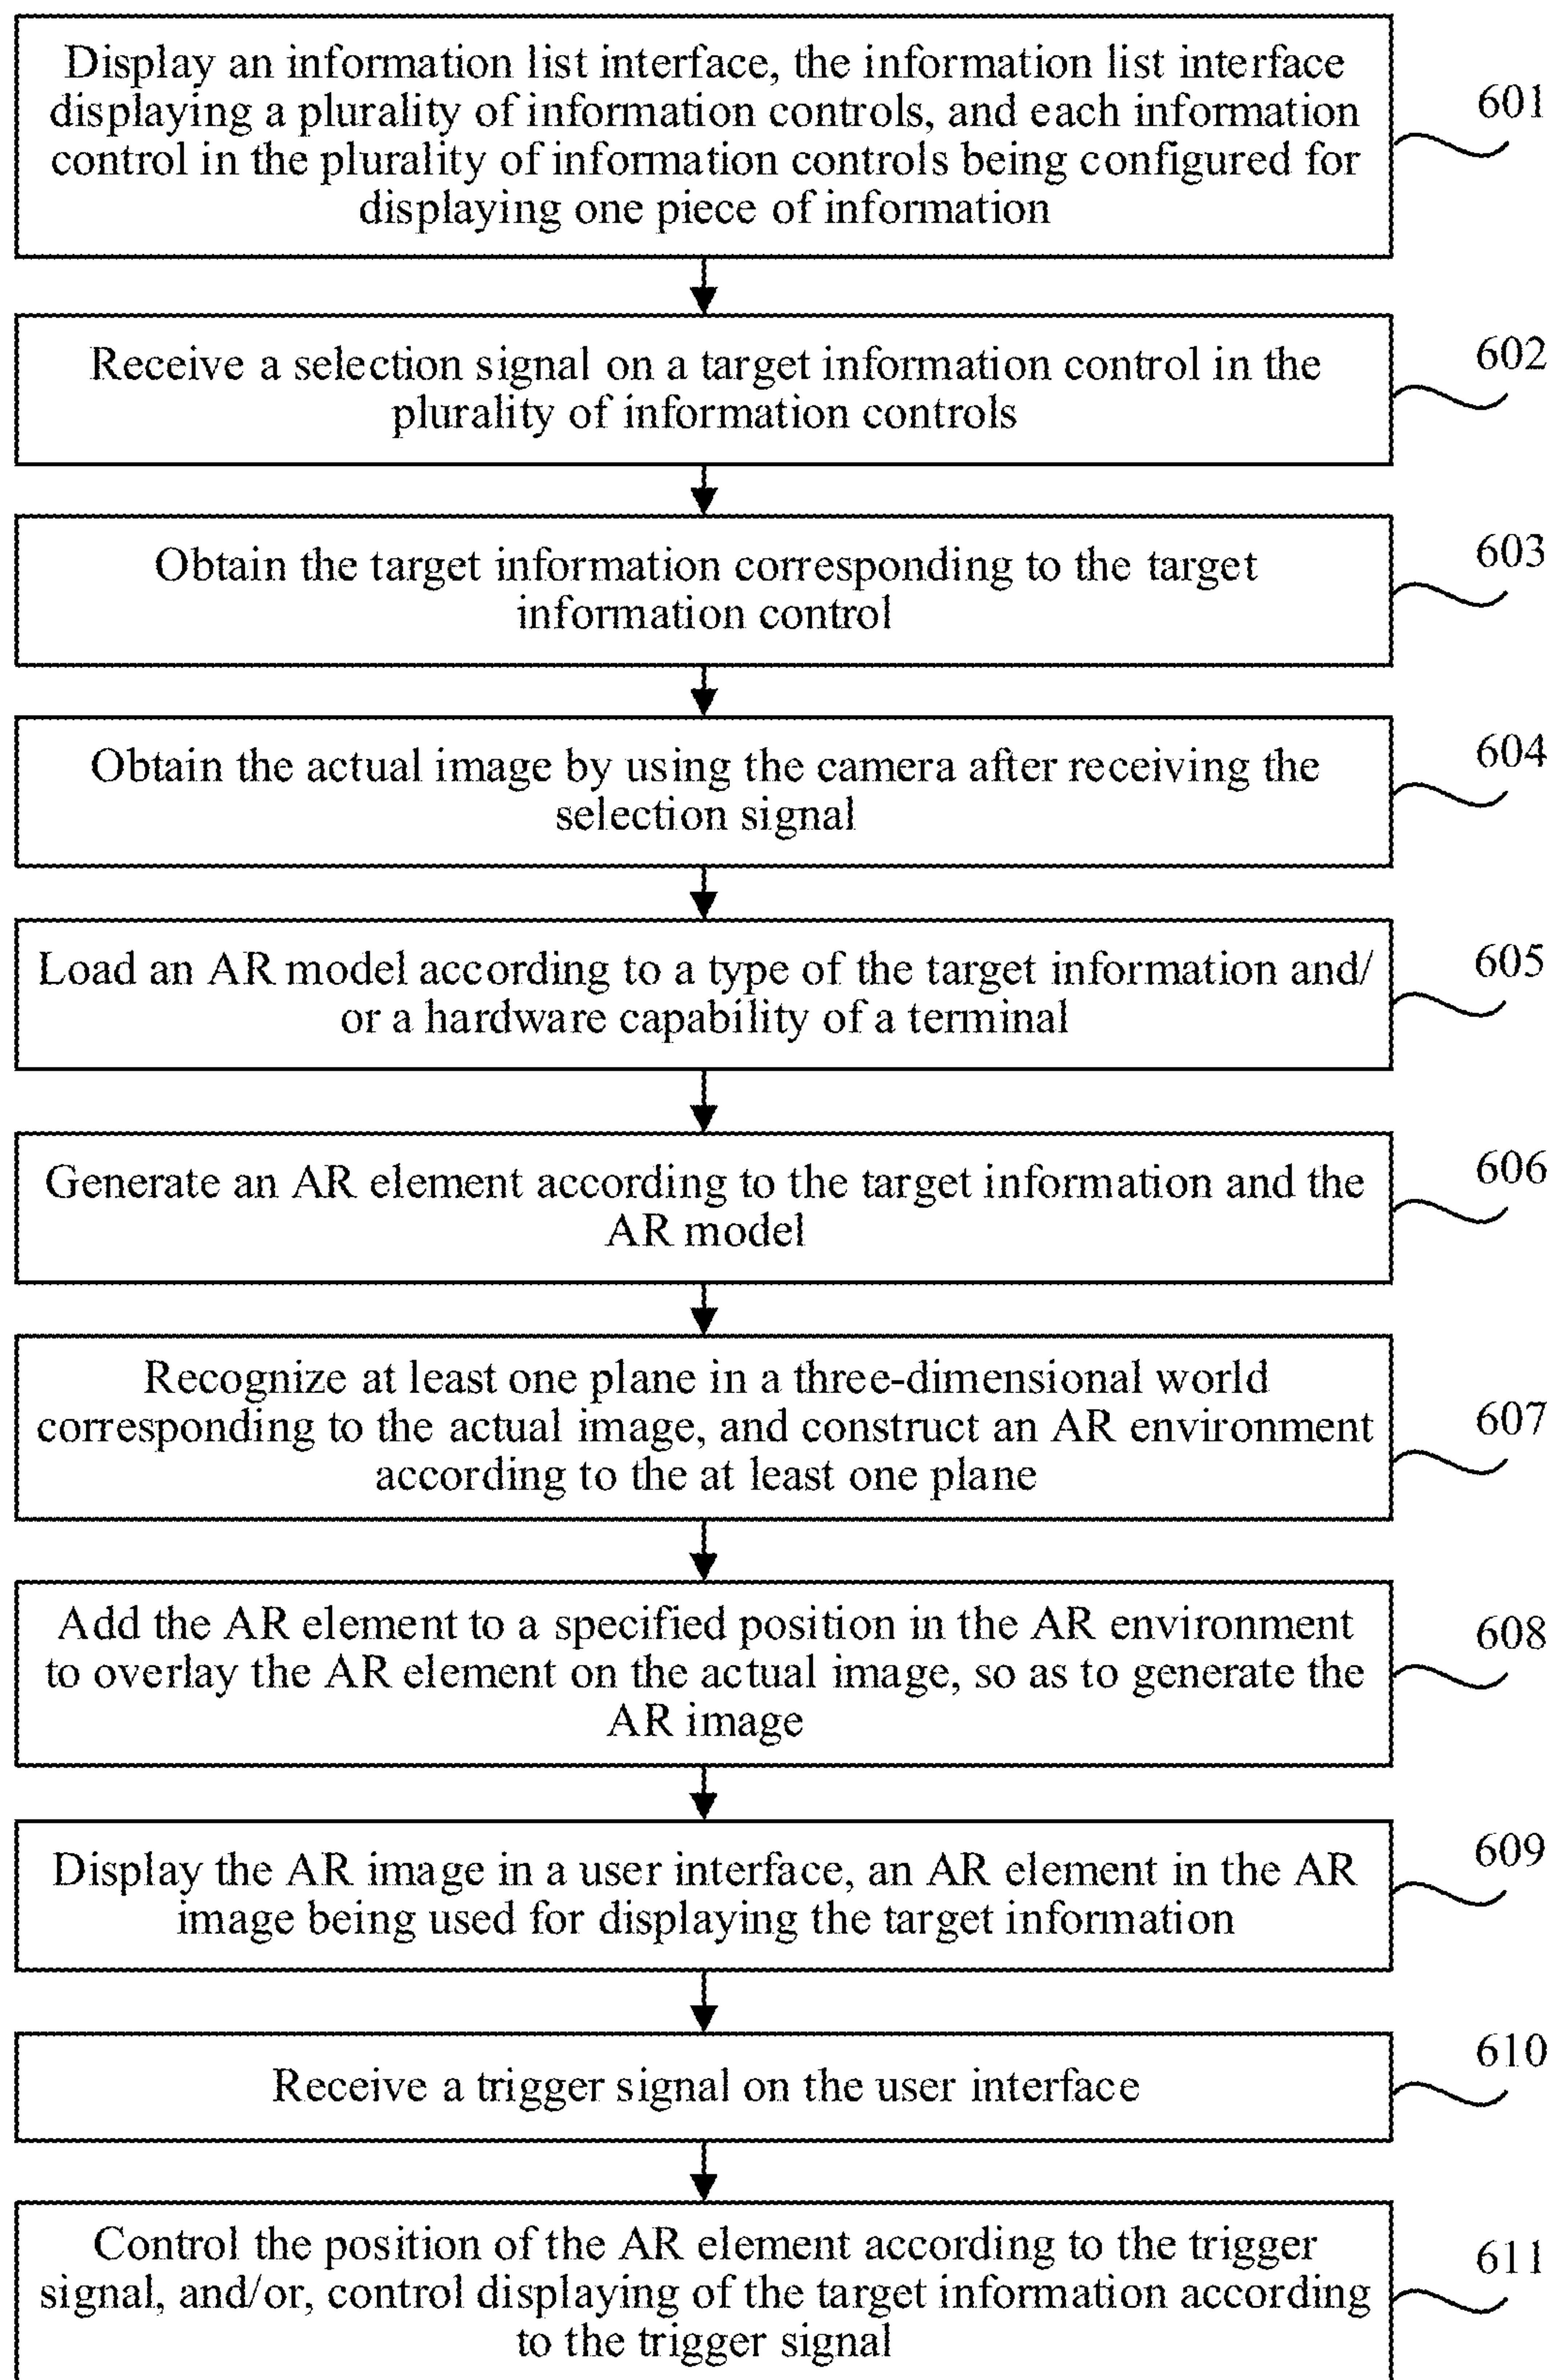 Display an information list interface, the information list interface
displaying a plurality of information controls, and each information
control in the plurality of information controls being configured for
displaying one piece of information
601
Receive a selection signal on a target information control in the
plurality of information controls
602
Obtain the target information corresponding to the target
information control
603
Obtain the actual image by using the camera after receiving the
selection signal
604
Load an AR model according to a type of the target information and/
or a hardware capability of a terminal
605
Generate an AR element according to the target information and the
AR model
606
Recognize at least one plane in a three-dimensional world
corresponding to the actual image, and construct an AR environment
according to the at least one plane
607
Add the AR element to a specified position in the AR environment
to overlay the AR element on the actual image, so as to generate the
AR image
608
Display the AR image in a user interface, an AR element in the AR
image being used for displaying the target information
609
Receive a trigger signal on the user interface
610
Control the position of the AR element according to the trigger
signal, and/or, control displaying of the target information according
to the trigger signal
611